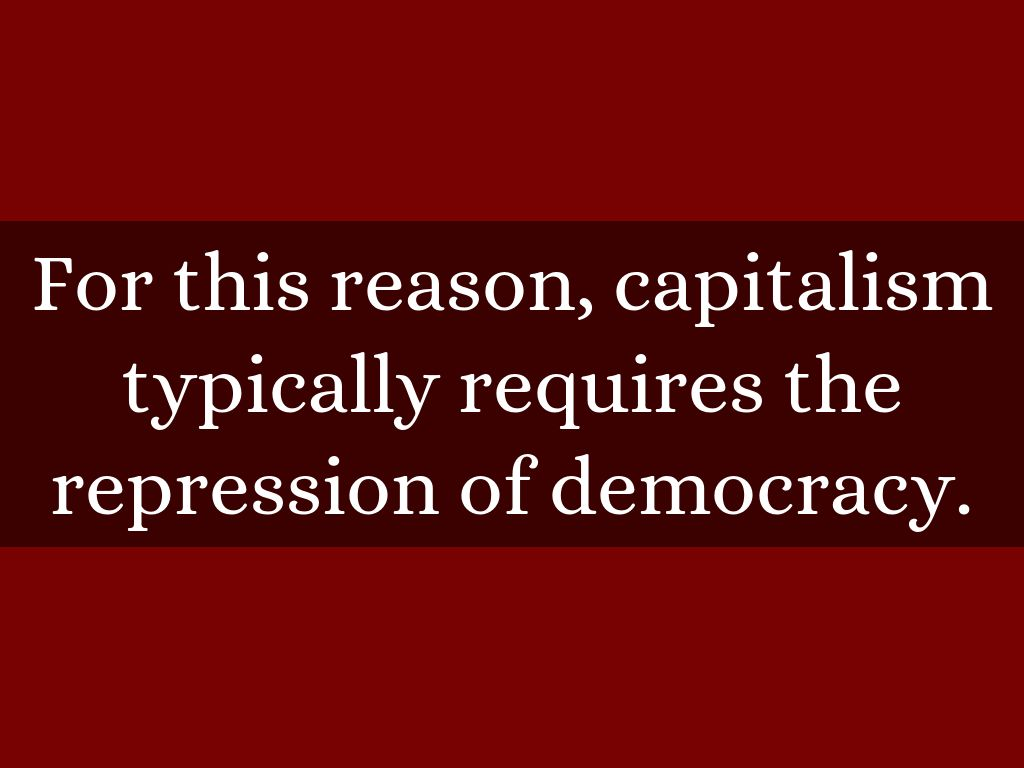 For this reason, capitalism
typically requires the
repression of democracy.